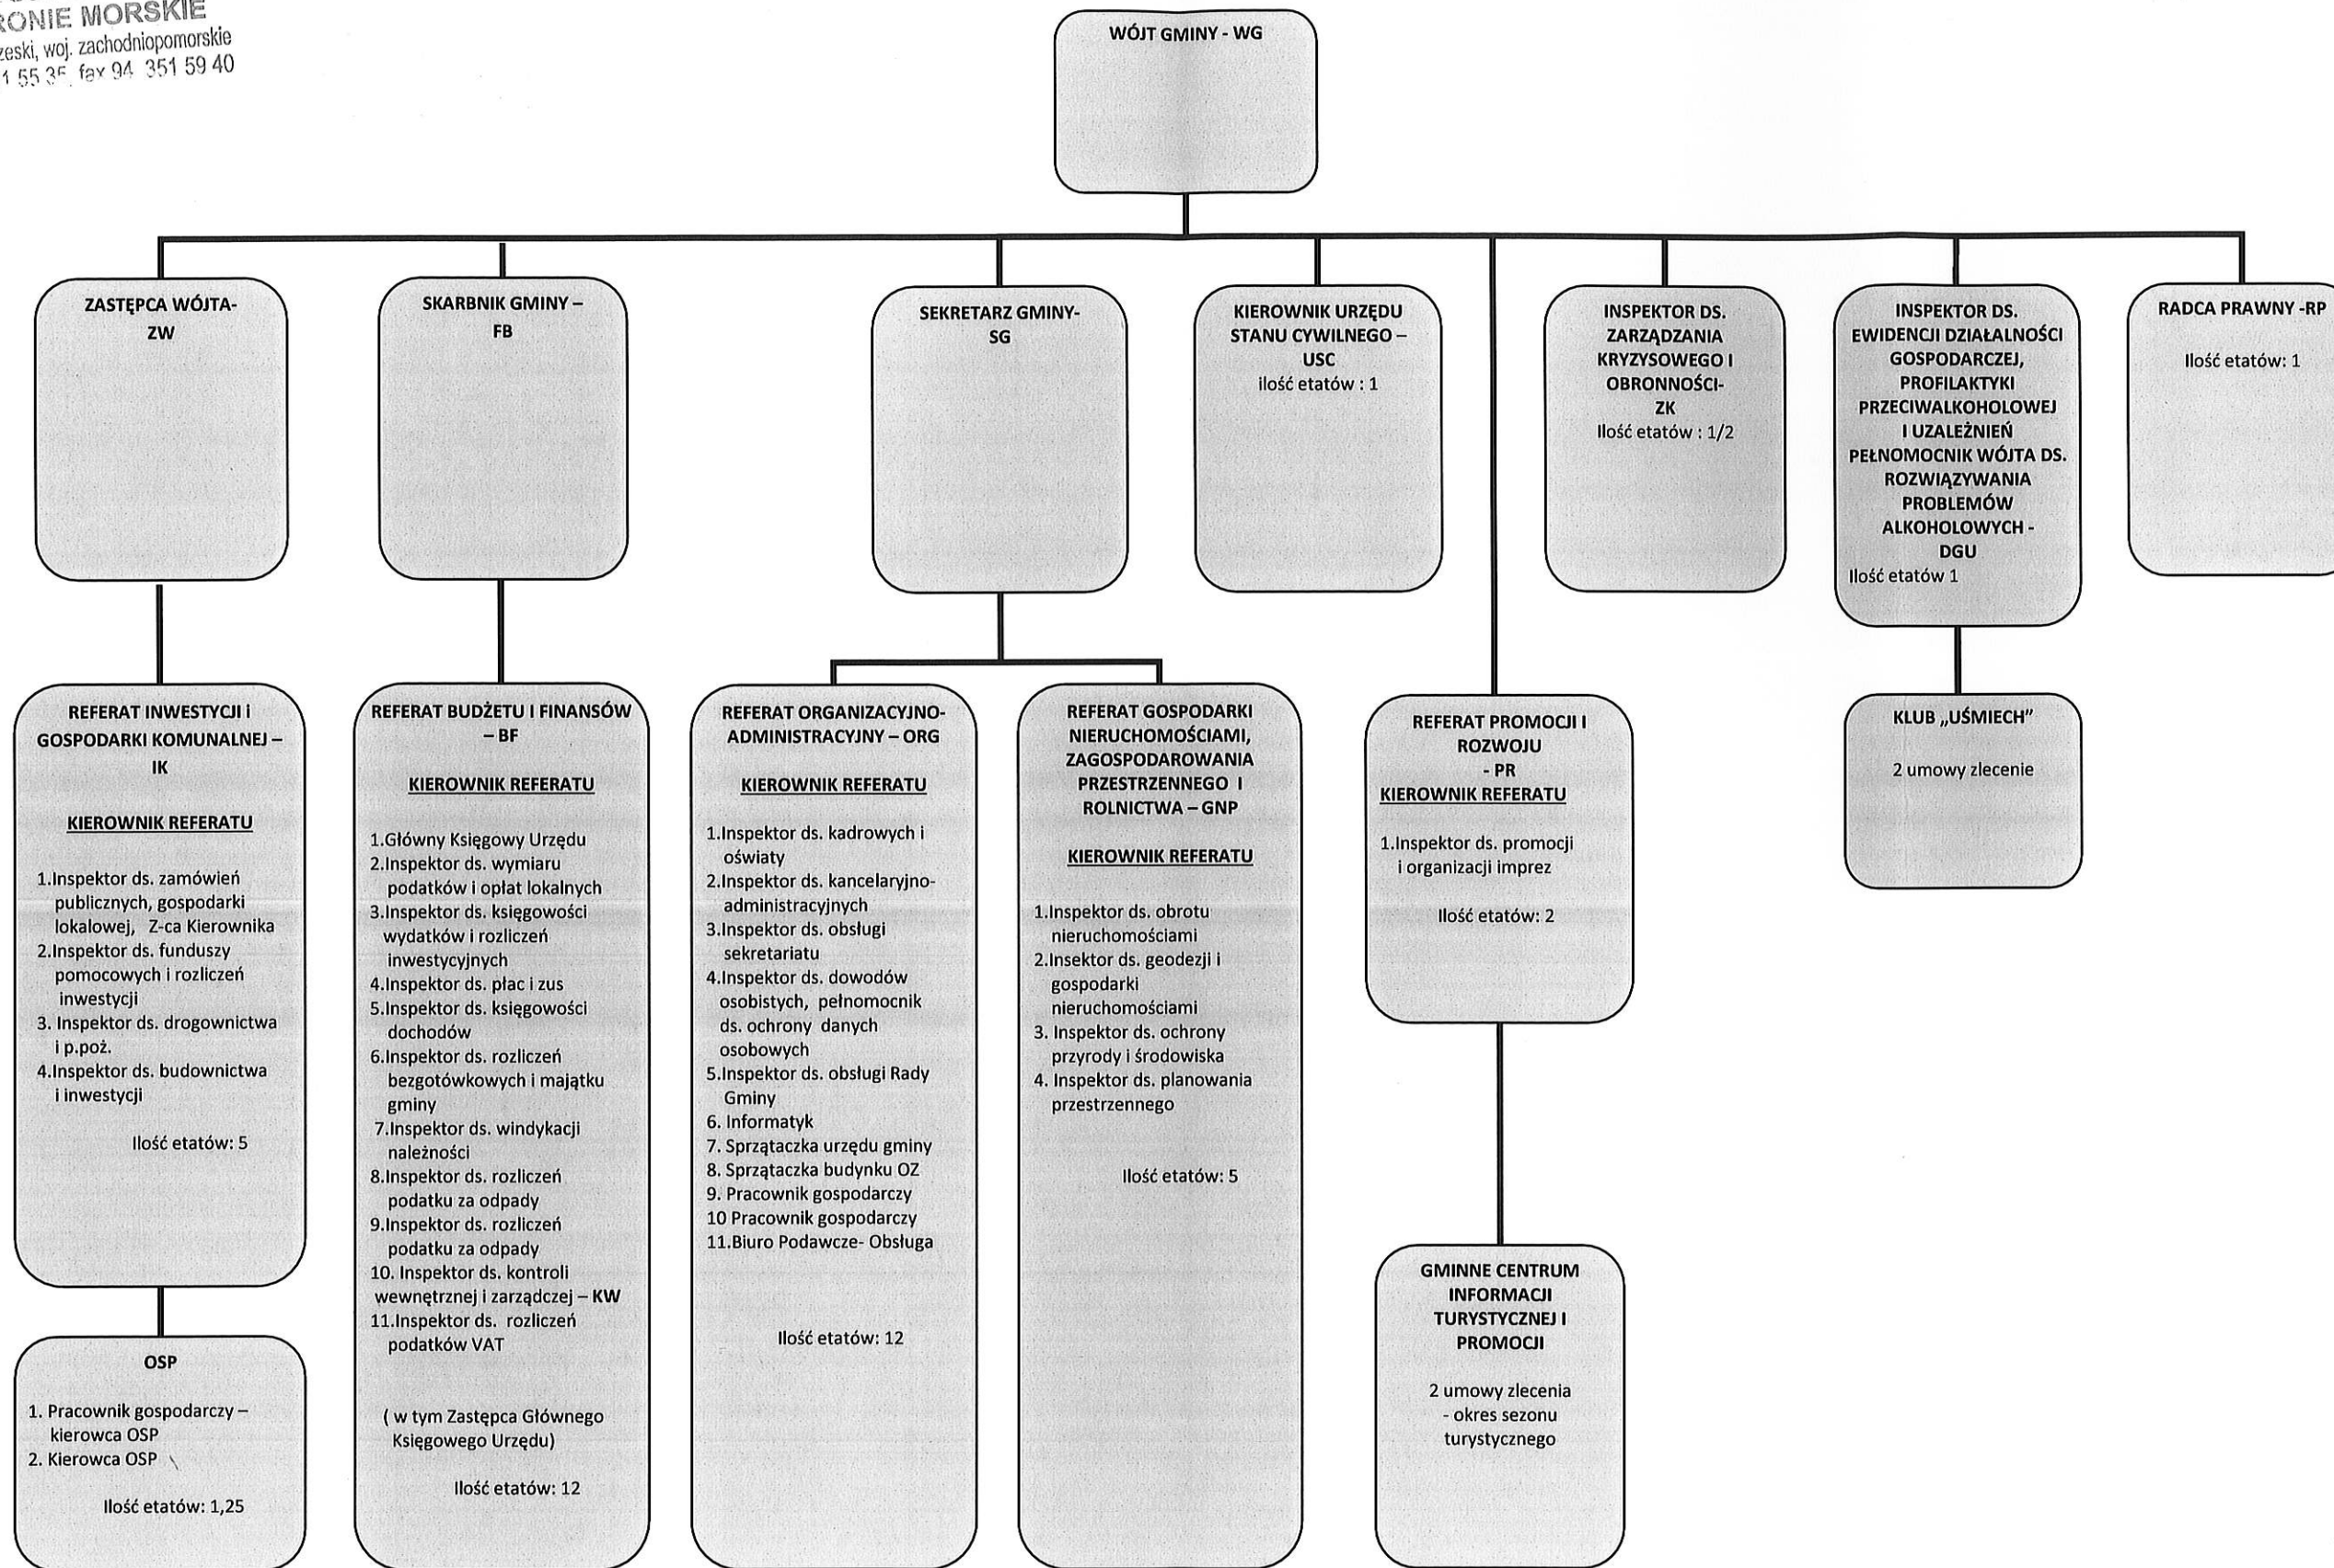 RONIE MORSKIE
zeski, woj. zachodniopomorskie
1 55 35, fax 94 351 59 40
WÓJT GMINY - WG
ZASTĘPCA WÓJTA-
ZW
SKARBNIK GMINY –
FB
SEKRETARZ GMINY-
SG
KIEROWNIK URZĘDU
STANU CYWILNEGO –
USC
ilość etatów : 1
INSPEKTOR DS.
ZARZĄDZANIA
KRYZYSOWEGO I
OBRONNOŚCI-
ZK
Ilość etatów : 1/2
INSPEKTOR DS.
EWIDENCJI DZIAŁALNOŚCI
GOSPODARCZEJ,
PROFILAKTYKI
PRZECIWALKOHOLOWEJ
I UZALEŻNIEŃ
PEŁNOMOCNIK WÓJTA DS.
ROZWIĄZYWANIA
PROBLEMÓW
ALKOHOLOWYCH -
DGU
Ilość etatów 1
RADCA PRAWNY -RP
Ilość etatów: 1
REFERAT INWESTYCJI i
GOSPODARKI KOMUNALNEJ –
IK
KIEROWNIK REFERATU
1.Inspektor ds. zamówień
publicznych, gospodarki
lokalowej, Z-ca Kierownika
2.Inspektor ds. funduszy
pomocowych i rozliczeń
inwestycji
3. Inspektor ds. drogownictwa
i p.poż.
4.Inspektor ds. budownictwa
i inwestycji
Ilość etatów: 5
REFERAT BUDŻETU I FINANSÓW
– BF
KIEROWNIK REFERATU
1.Główny Księgowy Urzędu
2.Inspektor ds. wymiaru
podatków i opłat lokalnych
3.Inspektor ds. księgowości
wydatków i rozliczeń
inwestycyjnych
4.Inspektor ds. płac i zus
5.Inspektor ds. księgowości
dochodów
6.Inspektor ds. rozliczeń
bezgotówkowych i majątku
gminy
7.Inspektor ds. windykacji
należności
8.Inspektor ds. rozliczeń
podatku za odpady
9.Inspektor ds. rozliczeń
podatku za odpady
10. Inspektor ds. kontroli
wewnętrznej i zarządczej – KW
11.Inspektor ds. rozliczeń
podatków VAT
( w tym Zastępca Głównego
Księgowego Urzędu)
Ilość etatów: 12
REFERAT ORGANIZACYJNO-
ADMINISTRACYJNY – ORG
KIEROWNIK REFERATU
1.Inspektor ds. kadrowych i
oświaty
2.Inspektor ds. kancelaryjno-
administracyjnych
3.Inspektor ds. obsługi
sekretariatu
4.Inspektor ds. dowodów
osobistych, pełnomocnik
ds. ochrony danych
osobowych
5.Inspektor ds. obsługi Rady
Gminy
6. Informatyk
7. Sprzątaczka urzędu gminy
8. Sprzątaczka budynku OZ
9. Pracownik gospodarczy
10 Pracownik gospodarczy
11.Biuro Podawcze- Obsługa
Ilość etatów: 12
REFERAT GOSPODARKI
NIERUCHOMOŚCIAMI,
ZAGOSPODAROWANIA
PRZESTRZENNEGO I
ROLNICTWA – GNP
KIEROWNIK REFERATU
1.Inspektor ds. obrotu
nieruchomościami
2.Insektor ds. geodezji i
gospodarki
nieruchomościami
3. Inspektor ds. ochrony
przyrody i środowiska
4. Inspektor ds. planowania
przestrzennego
Ilość etatów: 5
REFERAT PROMOCJI I
ROZWOJU
- PR
KIEROWNIK REFERATU
1.Inspektor ds. promocji
i organizacji imprez
Ilość etatów: 2
KLUB „UŚMIECH”
2 umowy zlecenie
OSP
1. Pracownik gospodarczy –
kierowca OSP
2. Kierowca OSP
Ilość etatów: 1,25
GMINNE CENTRUM
INFORMACJI
TURYSTYCZNEJ I
PROMOCJI
2 umowy zlecenia
- okres sezonu
turystycznego